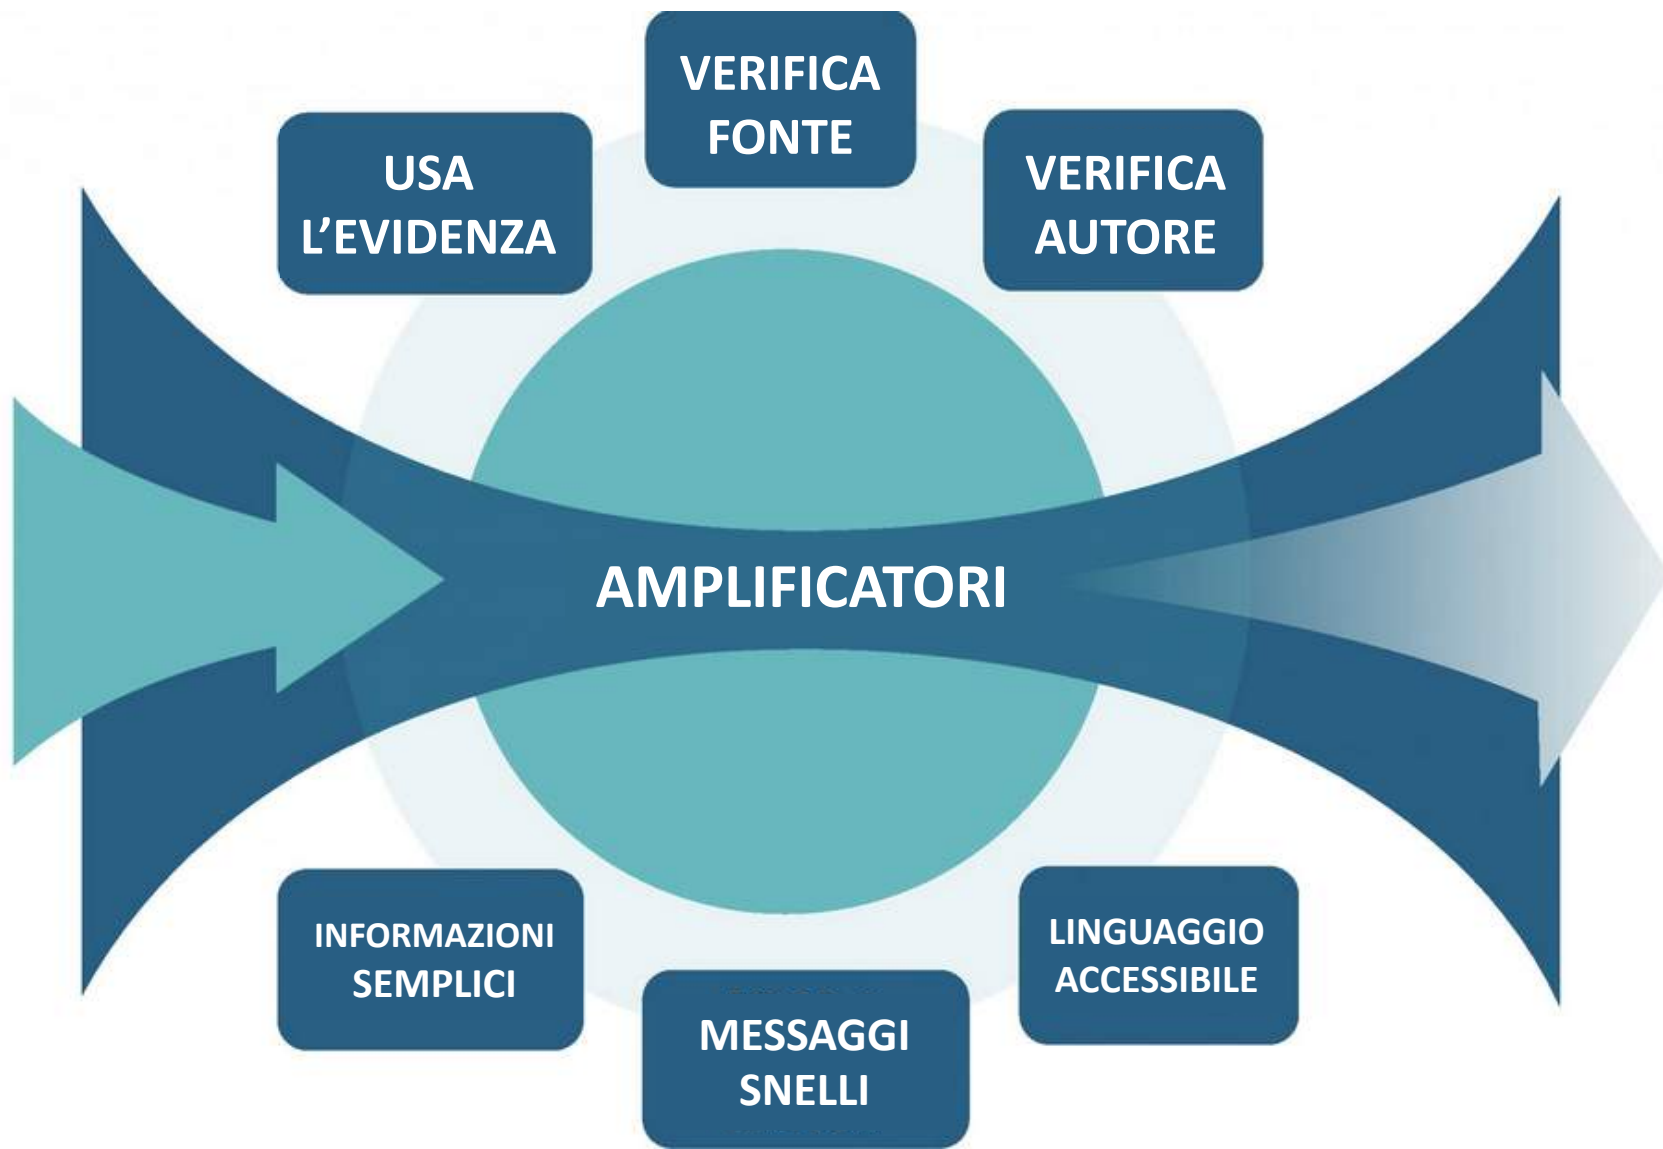 VERIFICA
FONTE
USA
L’EVIDENZA
VERIFICA
AUTORE
AMPLIFICATORI
INFORMAZIONI
SEMPLICI
MESSAGGI
SNELLI
LINGUAGGIO
ACCESSIBILE